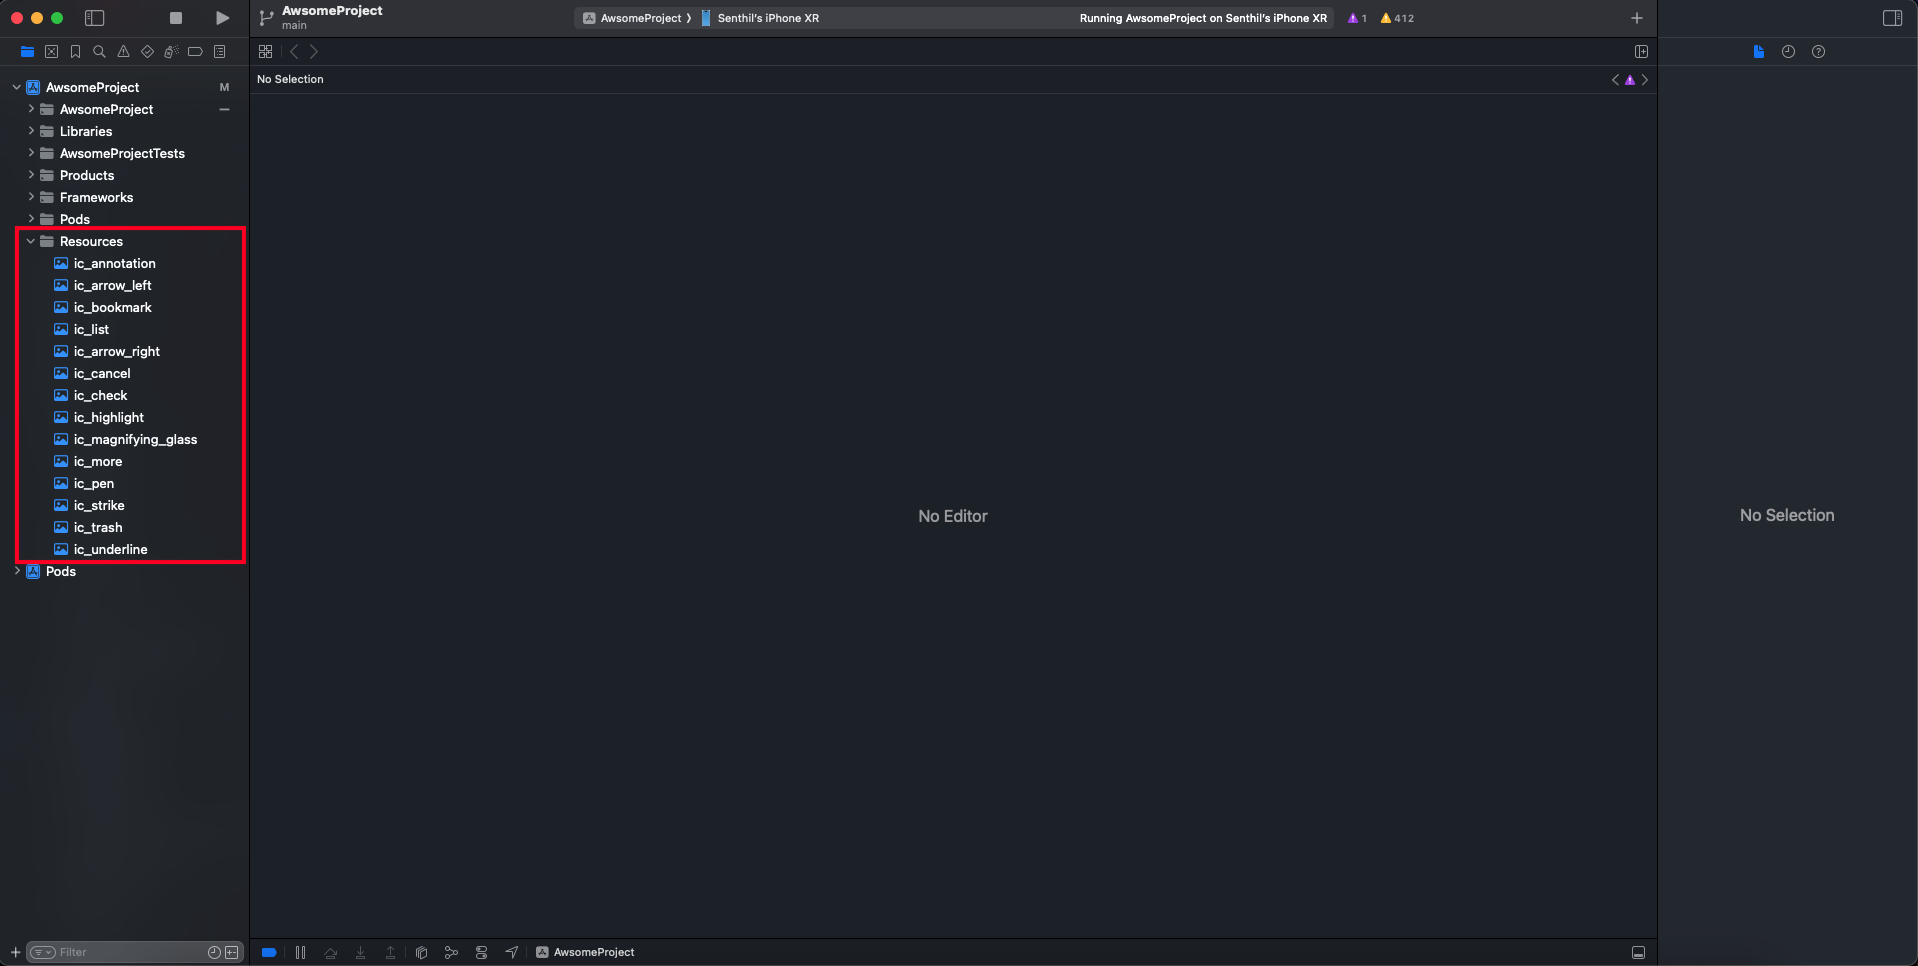 AwsomeProject
main
AwsomeProject ⟩ Senthil's iPhone XR
Running AwsomeProject on Senthil's iPhone XR
1
412
No Selection
AwsomeProject M
AwsomeProject
Libraries
AwsomeProjectTests
Products
Frameworks
Pods
Resources
ic_annotation
ic_arrow_left
ic_bookmark
ic_list
ic_arrow_right
ic_cancel
ic_check
ic_highlight
ic_magnifying_glass
ic_more
ic_pen
ic_strike
ic_trash
ic_underline
Pods
No Editor
No Selection
Filter
AwsomeProject